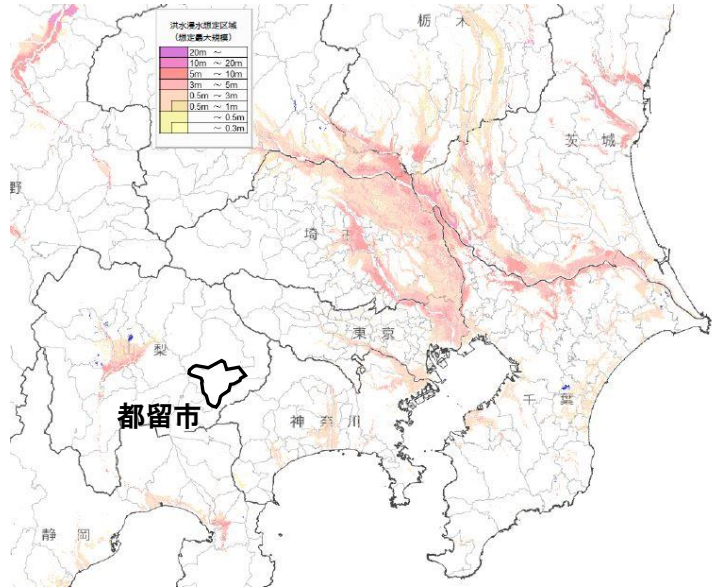 栃 木
洪水浸水想定区域
(想定最大規模)
20m ~
10m ~ 20m
5m ~ 10m
3m ~ 5m
0.5m ~ 3m
0.5m ~ 1m
~ 0.5m
~ 0.3m
茨 城
野
埼
東 京
梨
都留市
神 奈 川
千 葉
静 岡